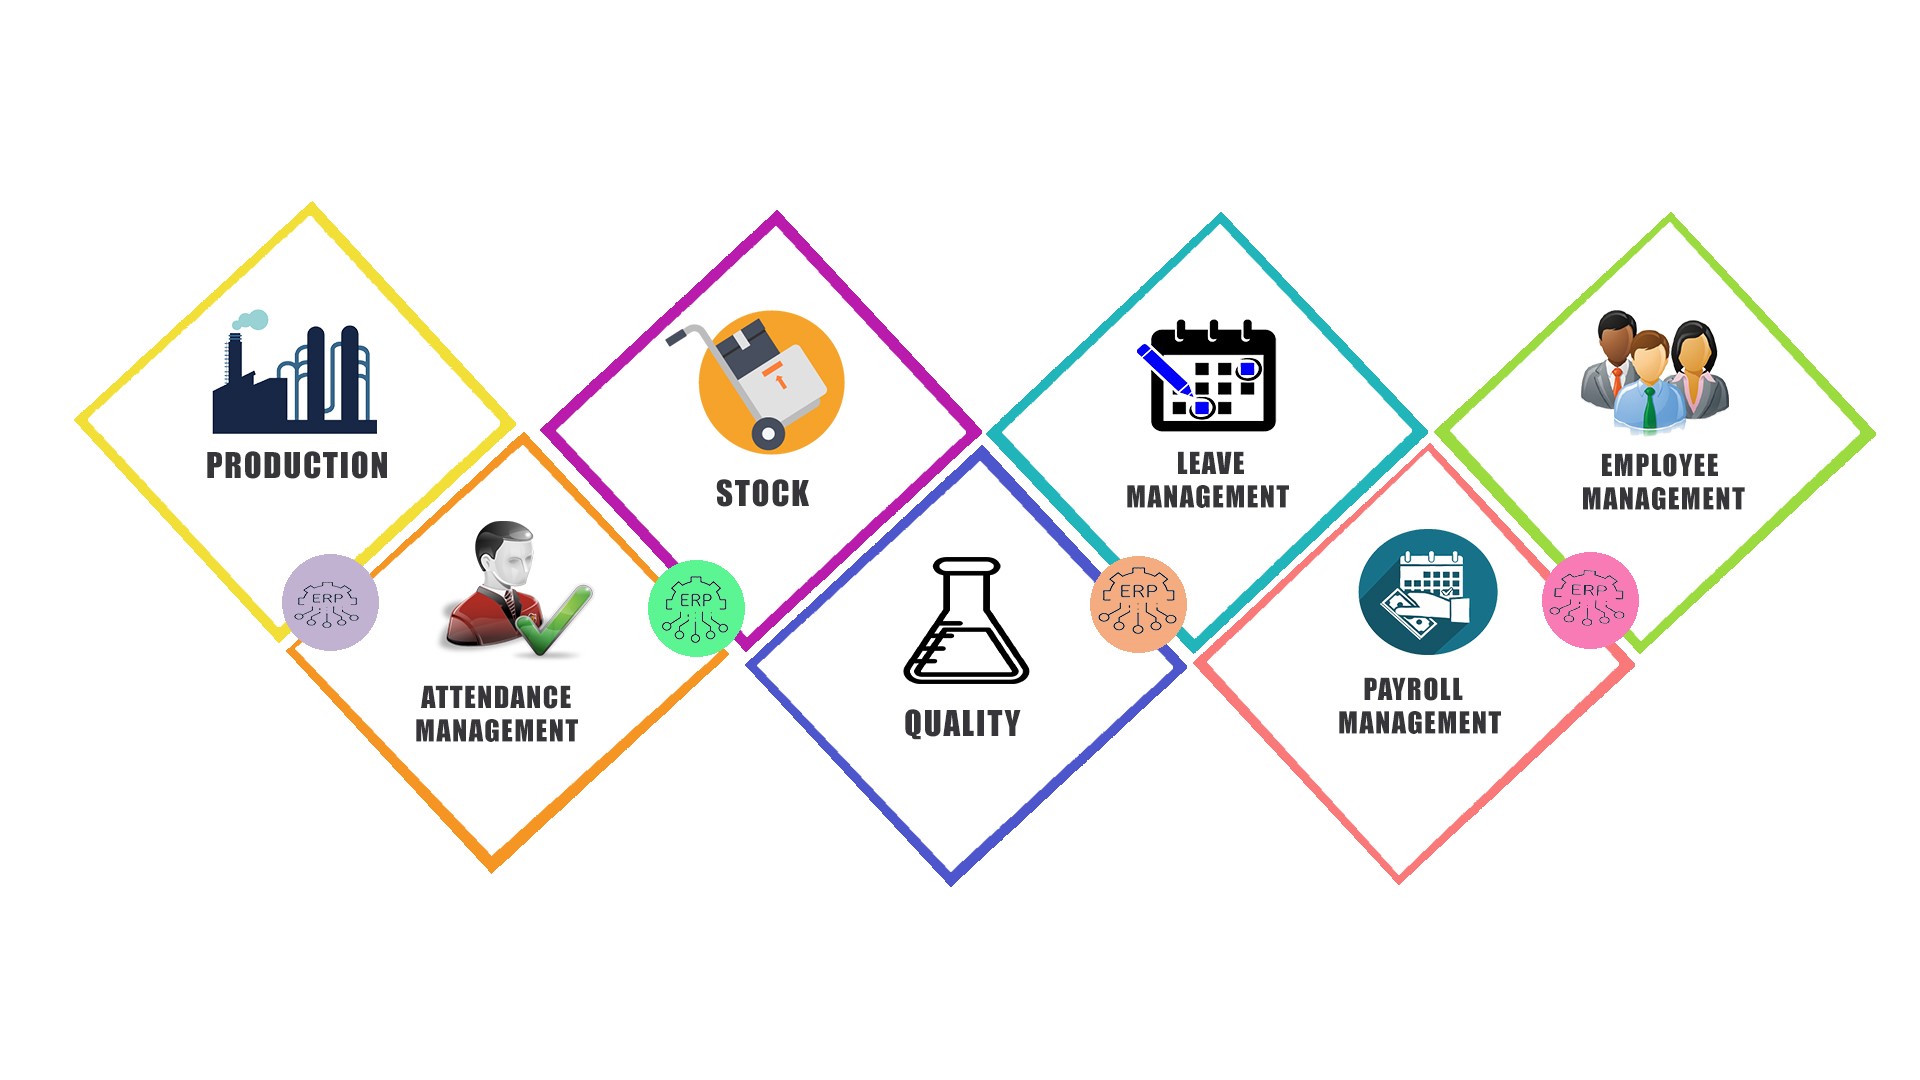 PRODUCTION
STOCK
LEAVE
MANAGEMENT
EMPLOYEE
MANAGEMENT
ERP
ERP
ERP
ERP
ATTENDANCE
MANAGEMENT
QUALITY
PAYROLL
MANAGEMENT